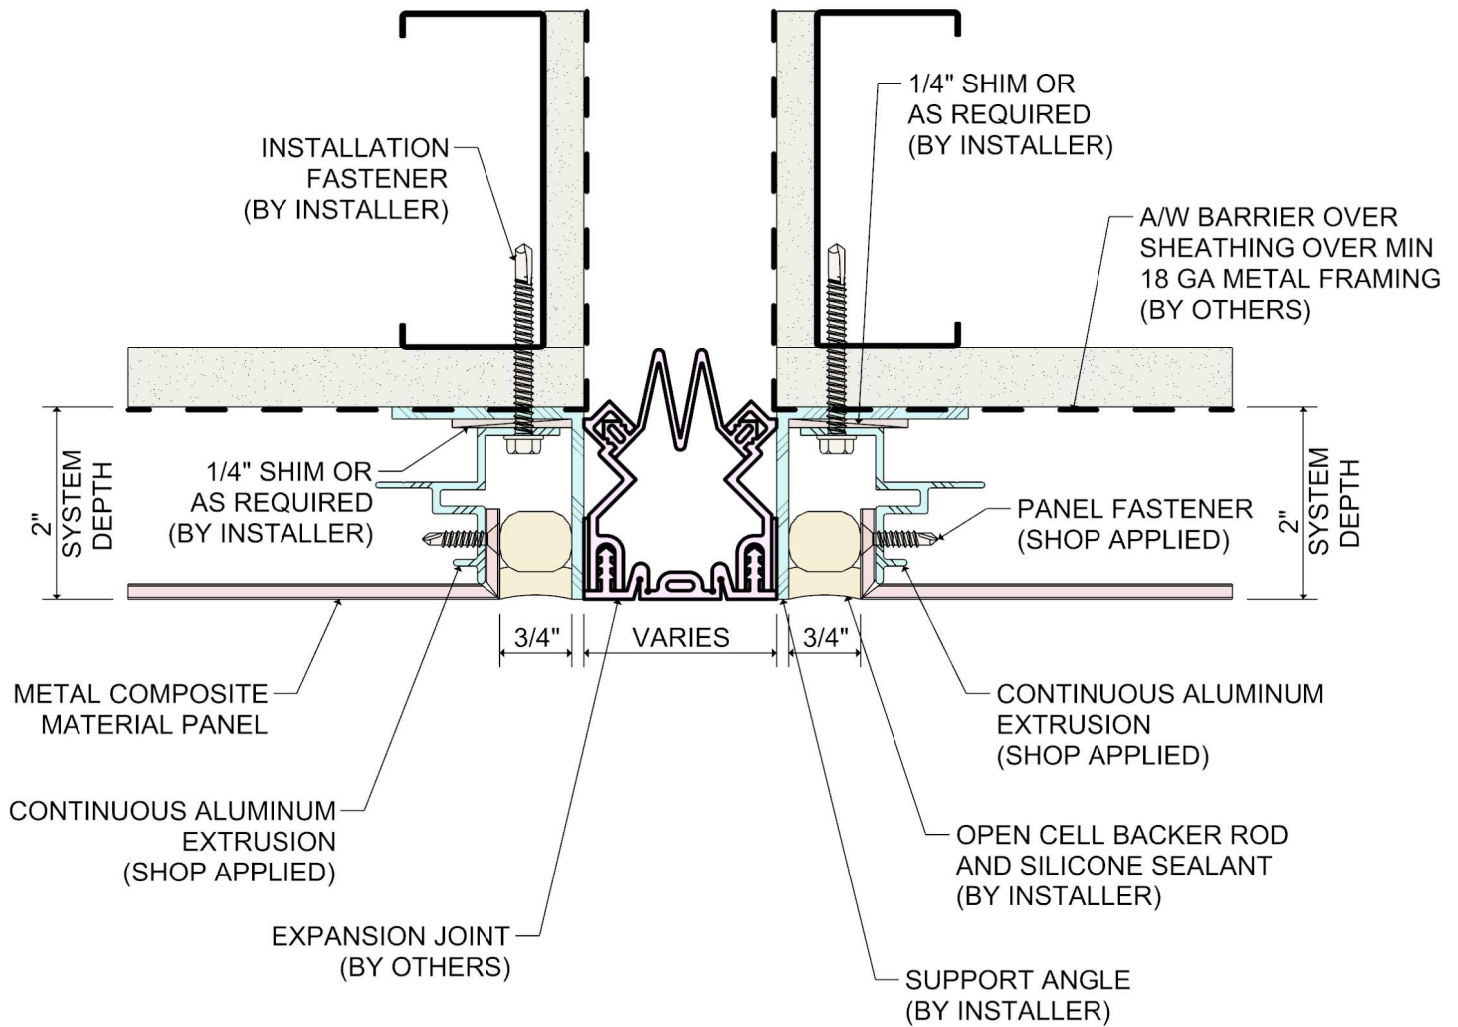 1/4" SHIM OR
AS REQUIRED
(BY INSTALLER)
INSTALLATION
FASTENER
(BY INSTALLER)
A/W BARRIER OVER
SHEATHING OVER MIN
18 GA METAL FRAMING
(BY OTHERS)
2"
SYSTEM
DEPTH
1/4" SHIM OR
AS REQUIRED
(BY INSTALLER)
PANEL FASTENER
(SHOP APPLIED)
2"
SYSTEM
DEPTH
3/4"
VARIES
3/4"
METAL COMPOSITE
MATERIAL PANEL
CONTINUOUS ALUMINUM
EXTRUSION
(SHOP APPLIED)
CONTINUOUS ALUMINUM
EXTRUSION
(SHOP APPLIED)
OPEN CELL BACKER ROD
AND SILICONE SEALANT
(BY INSTALLER)
EXPANSION JOINT
(BY OTHERS)
SUPPORT ANGLE
(BY INSTALLER)